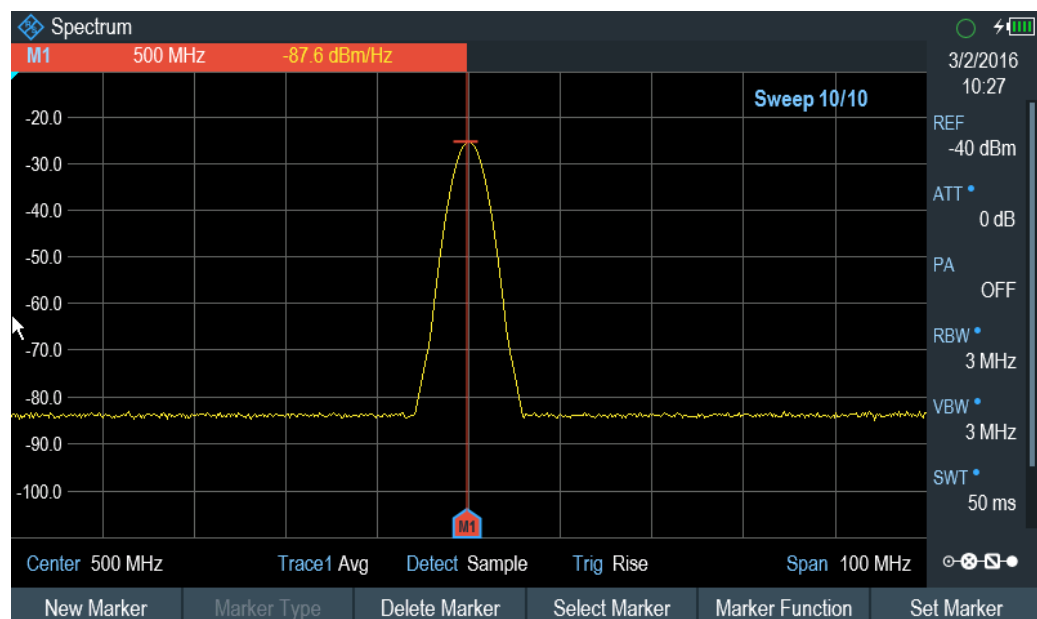 Spectrum
M1 500 MHz -87.6 dBm/Hz
3/2/2016
10:27
Sweep 10/10
-20.0
-30.0
-40.0
-50.0
-60.0
-70.0
-80.0
-90.0
-100.0
M1
REF
-40 dBm
ATT
0 dB
PA
OFF
RBW
3 MHz
VBW
3 MHz
SWT
50 ms
Center 500 MHz Trace1 Avg Detect Sample Trig Rise Span 100 MHz
New Marker Marker Type Delete Marker Select Marker Marker Function Set Marker